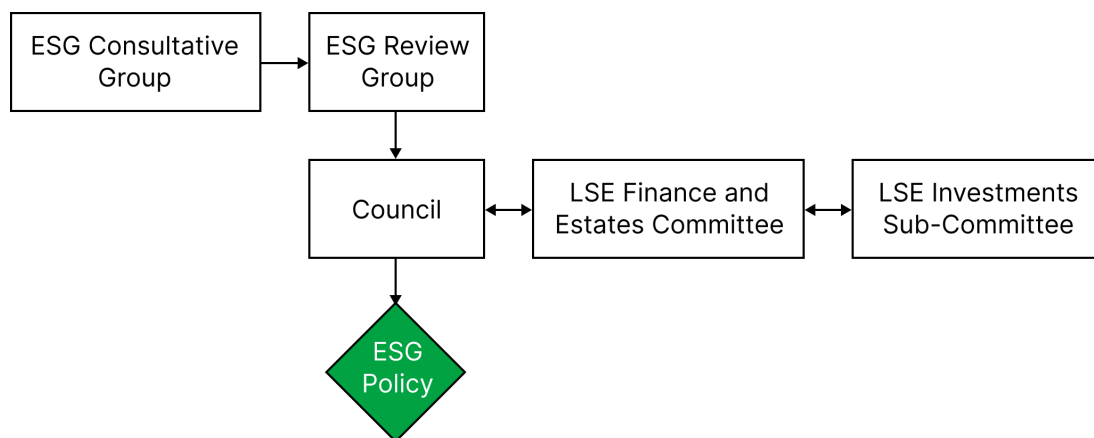 ESG Consultative
Group
ESG Review
Group
Council
LSE Finance and
Estates Committee
LSE Investments
Sub-Committee
ESG
Policy